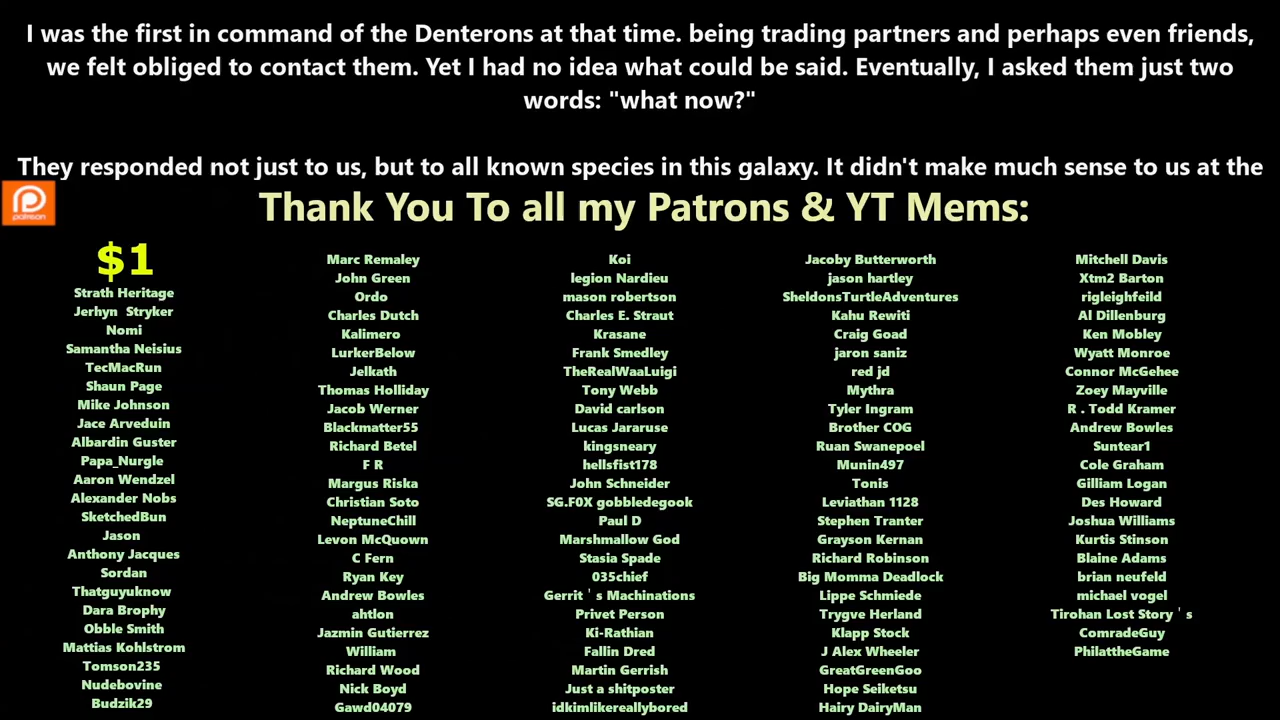 I was the first in command of the Denterons at that time. being trading partners and perhaps even friends,
we felt obliged to contact them. Yet I had no idea what could be said. Eventually, I asked them just two
words: "what now?"
They responded not just to us, but to all known species in this galaxy. It didn't make much sense to us at the
patreon
Thank You To all my Patrons & YT Mems:
$1
Strath Heritage
Jerhyn  Stryker
Nomi
Samantha Neisius
TecMacRun
Shaun Page
Mike Johnson
Jace Arveduin
Albardin Guster
Papa_Nurgle
Aaron Wendzel
Alexander Nobs
SketchedBun
Jason
Anthony Jacques
Sordan
Thatguyuknow
Dara Brophy
Obble Smith
Mattias Kohlstrom
Tomson235
Nudebovine
Budzik29
Marc Remaley
John Green
Ordo
Charles Dutch
Kalimero
LurkerBelow
Jelkath
Thomas Holliday
Jacob Werner
Blackmatter55
Richard Betel
F R
Margus Riska
Christian Soto
NeptuneChill
Levon McQuown
C Fern
Ryan Key
Andrew Bowles
ahtlon
Jazmin Gutierrez
William
Richard Wood
Nick Boyd
Gawd04079
Koi
legion Nardieu
mason robertson
Charles E. Straut
Krasane
Frank Smedley
TheRealWaaLuigi
Tony Webb
David carlson
Lucas Jararuse
kingsneary
hellsfist178
John Schneider
SG.F0X gobbledegook
Paul D
Marshmallow God
Stasia Spade
035chief
Gerrit ' s Machinations
Privet Person
Ki-Rathian
Fallin Dred
Martin Gerrish
Just a shitposter
idkimlikereallybored
Jacoby Butterworth
jason hartley
SheldonsTurtleAdventures
Kahu Rewiti
Craig Goad
jaron saniz
red jd
Mythra
Tyler Ingram
Brother COG
Ruan Swanepoel
Munin497
Tonis
Leviathan 1128
Stephen Tranter
Grayson Kernan
Richard Robinson
Big Momma Deadlock
Lippe Schmiede
Trygve Herland
Klapp Stock
J Alex Wheeler
GreatGreenGoo
Hope Seiketsu
Hairy DairyMan
Mitchell Davis
Xtm2 Barton
rigleighfeild
Al Dillenburg
Ken Mobley
Wyatt Monroe
Connor McGehee
Zoey Mayville
R . Todd Kramer
Andrew Bowles
Suntear1
Cole Graham
Gilliam Logan
Des Howard
Joshua Williams
Kurtis Stinson
Blaine Adams
brian neufeld
michael vogel
Tirohan Lost Story ' s
ComradeGuy
PhilattheGame